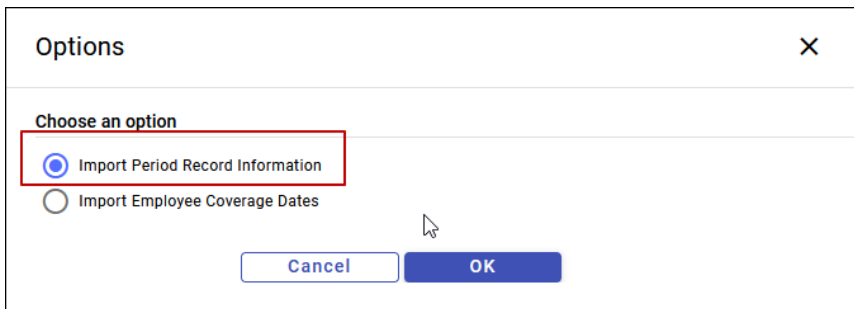 Options
Choose an option
Import Period Record Information
Import Employee Coverage Dates
Cancel OK